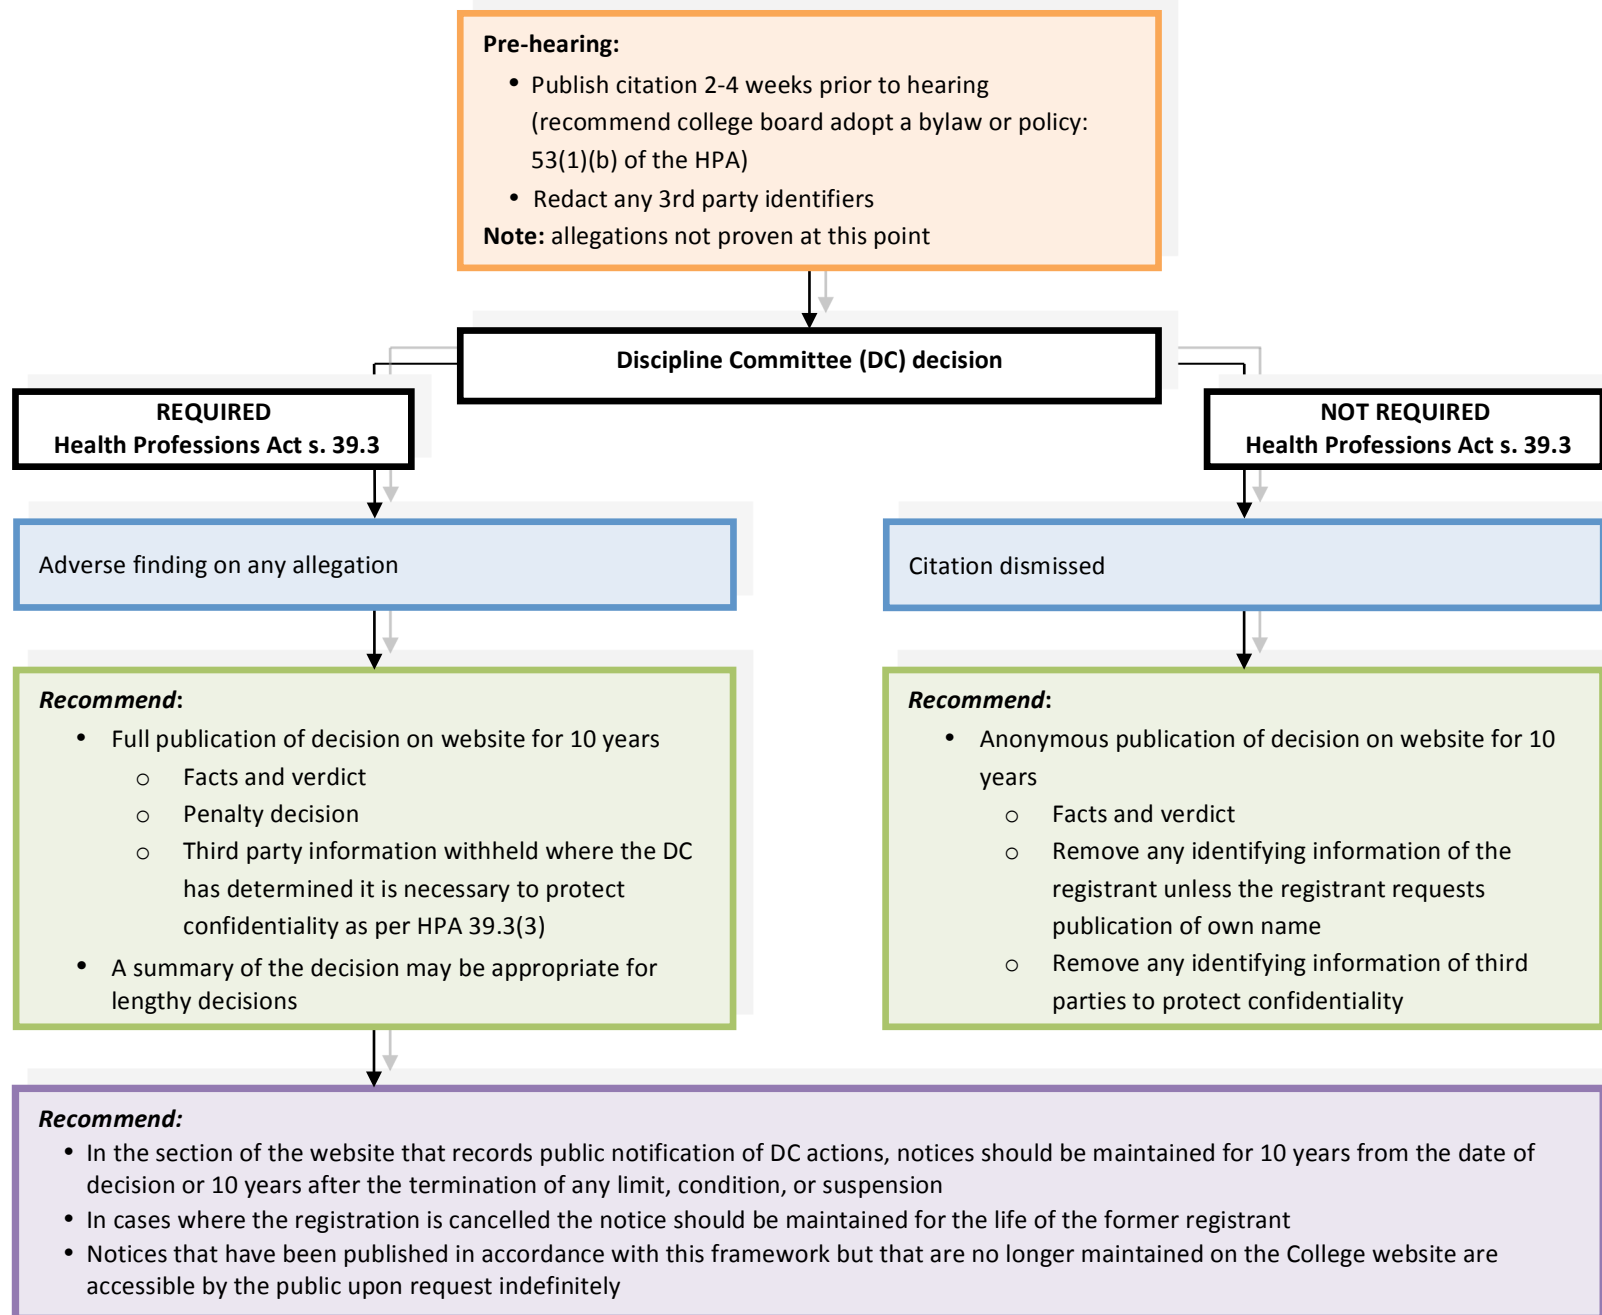 Pre-hearing:
• Publish citation 2-4 weeks prior to hearing
(recommend college board adopt a bylaw or policy:
53(1)(b) of the HPA)
• Redact any 3rd party identifiers
Note: allegations not proven at this point
Discipline Committee (DC) decision
REQUIRED
Health Professions Act s. 39.3
NOT REQUIRED
Health Professions Act s. 39.3
Adverse finding on any allegation
Citation dismissed
Recommend:
• Full publication of decision on website for 10 years
o Facts and verdict
o Penalty decision
o Third party information withheld where the DC
has determined it is necessary to protect
confidentiality as per HPA 39.3(3)
• A summary of the decision may be appropriate for
lengthy decisions
Recommend:
• Anonymous publication of decision on website for 10
years
o Facts and verdict
o Remove any identifying information of the
registrant unless the registrant requests
publication of own name
o Remove any identifying information of third
parties to protect confidentiality
Recommend:
• In the section of the website that records public notification of DC actions, notices should be maintained for 10 years from the date of
decision or 10 years after the termination of any limit, condition, or suspension
• In cases where the registration is cancelled the notice should be maintained for the life of the former registrant
• Notices that have been published in accordance with this framework but that are no longer maintained on the College website are
accessible by the public upon request indefinitely